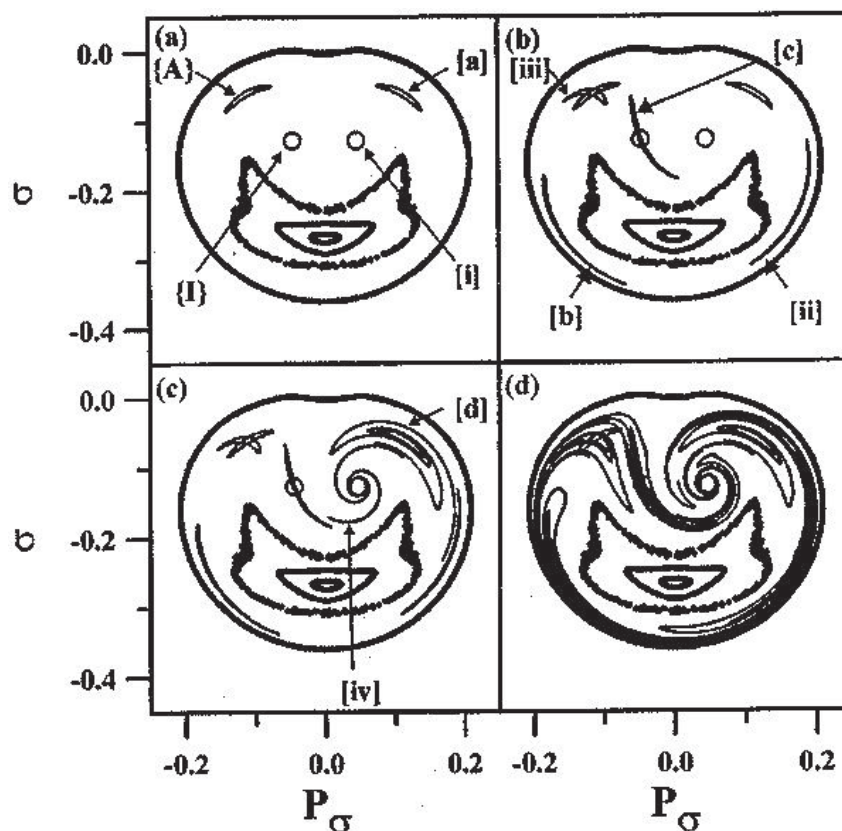 (a)
{A}
[a]
{I}
[i]
(b)
[iii]
[c]
[b]
[ii]
(c)
[d]
[iv]
(d)
σ
0.0
-0.2
-0.4
σ
0.0
-0.2
-0.4
-0.2 0.0 0.2
-0.2 0.0 0.2
Pσ
Pσ